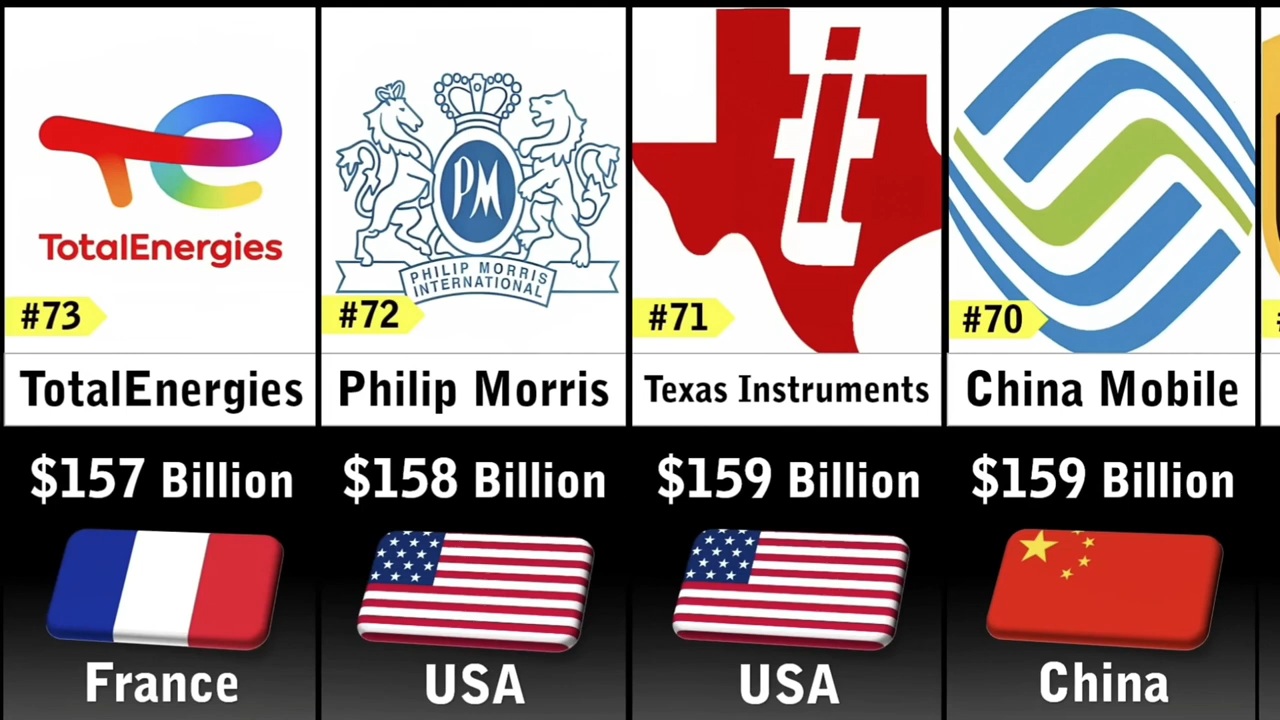 TotalEnergies
#73
TotalEnergies
$157 Billion
France
PM
PHILIP MORRIS
INTERNATIONAL
#72
Philip Morris
$158 Billion
USA
#71
Texas Instruments
$159 Billion
USA
#70
China Mobile
$159 Billion
China
#